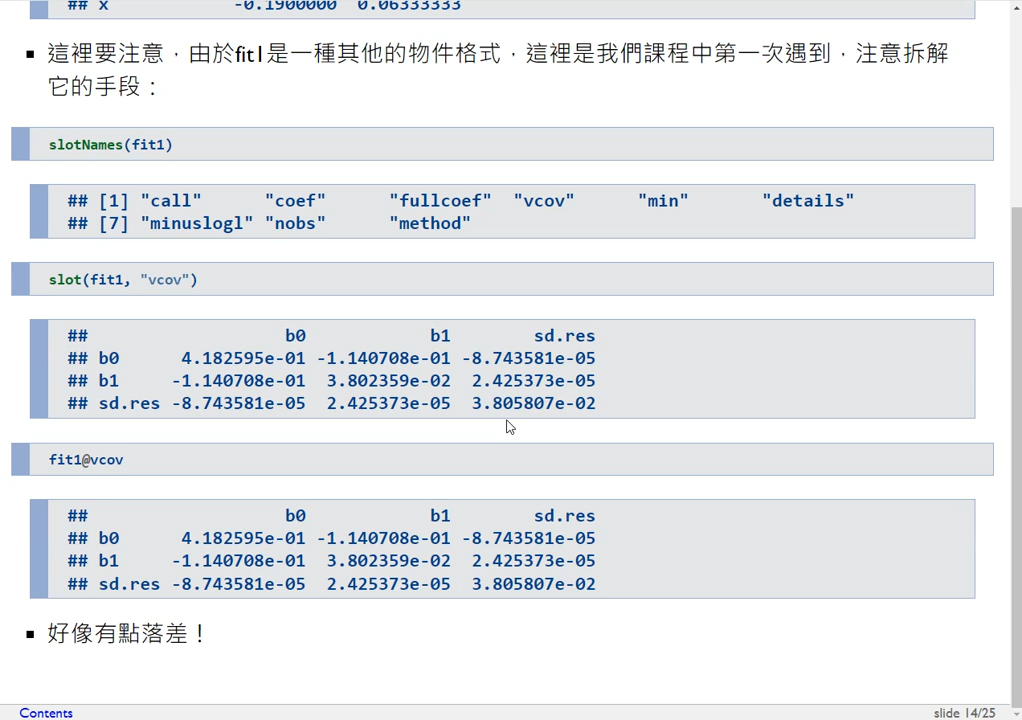 ## x            -0.1900000  0.06333333
▪ 這裡要注意，由於fit1是一種其他的物件格式，這裡是我們課程中第一次遇到，注意拆解
它的手段：
slotNames(fit1)
## [1] "call"      "coef"      "fullcoef"  "vcov"      "min"       "details"
## [7] "minuslogl" "nobs"      "method"
slot(fit1, "vcov")
##                   b0            b1        sd.res
## b0      4.182595e-01 -1.140708e-01 -8.743581e-05
## b1     -1.140708e-01  3.802359e-02  2.425373e-05
## sd.res -8.743581e-05  2.425373e-05  3.805807e-02
fit1@vcov
##                   b0            b1        sd.res
## b0      4.182595e-01 -1.140708e-01 -8.743581e-05
## b1     -1.140708e-01  3.802359e-02  2.425373e-05
## sd.res -8.743581e-05  2.425373e-05  3.805807e-02
▪ 好像有點落差！
Contents
slide 14/25